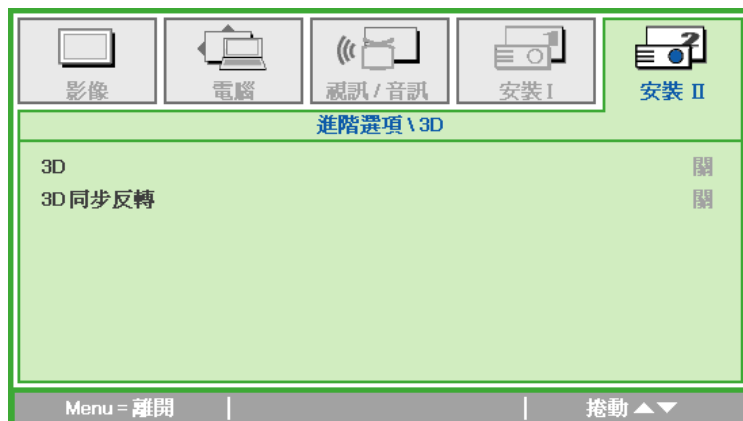 影像
電腦
視訊 / 音訊
安裝 I
安裝 II
進階選項 \ 3D
3D 關
3D 同步反轉 關
Menu = 離開 捲動 ▲▼